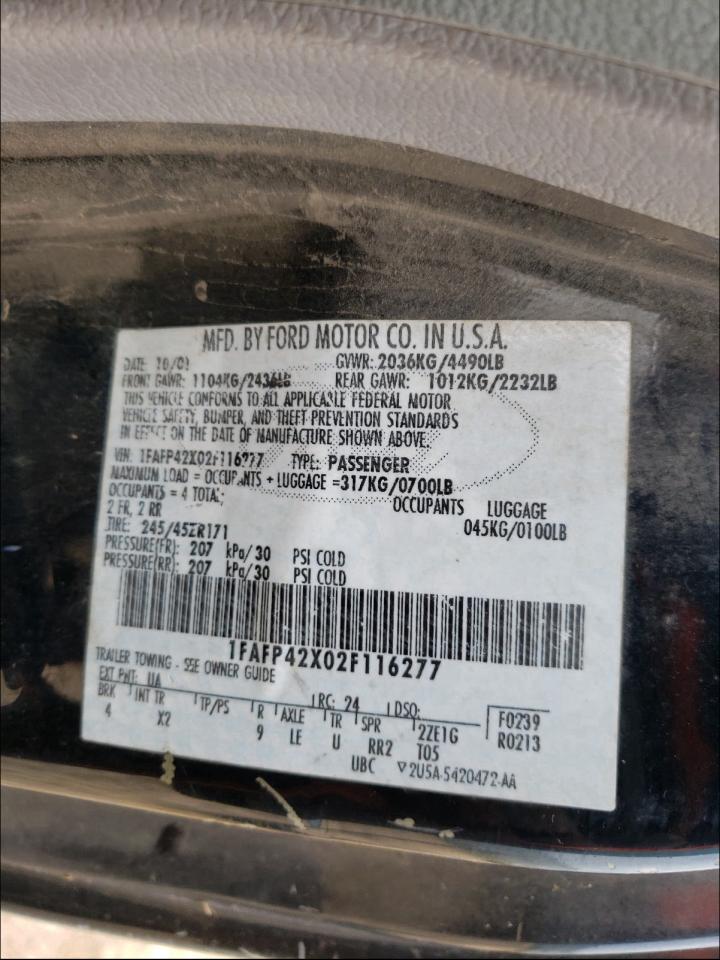 MFD. BY FORD MOTOR CO. IN U.S.A.
DATE 10/01 GVWR: 2036KG/4490LB
FRONT GAWR: 1104KG/2436LB REAR GAWR: 1012KG/2232LB
THIS VEHICLE CONFORMS TO ALL APPLICABLE FEDERAL MOTOR
VEHICLE SAFETY, BUMPER, AND THEFT PREVENTION STANDARDS
IN EFFECT ON THE DATE OF MANUFACTURE SHOWN ABOVE.
VIN: 1FAFP42X02F116277 TYPE: PASSENGER
MAXIMUM LOAD = OCCUPANTS + LUGGAGE =317KG/0700LB
OCCUPANTS = 4 TOTAL; OCCUPANTS LUGGAGE
2 FR, 2 RR 045KG/0100LB
TIRE: 245/45ZR171
PRESSURE(FR): 207 kPa/30 PSI COLD
PRESSURE(RR): 207 kPa/30 PSI COLD
1FAFP42X02F116277
TRAILER TOWING - SEE OWNER GUIDE
EXT PNT: UA RC: 24 DSO: F0239
BRK INT TR TP/PS R AXLE TR SPR 2ZE1G R0213
4 X2 9 LE U RR2 T05
UBC ▽2U5A-5420472-AA